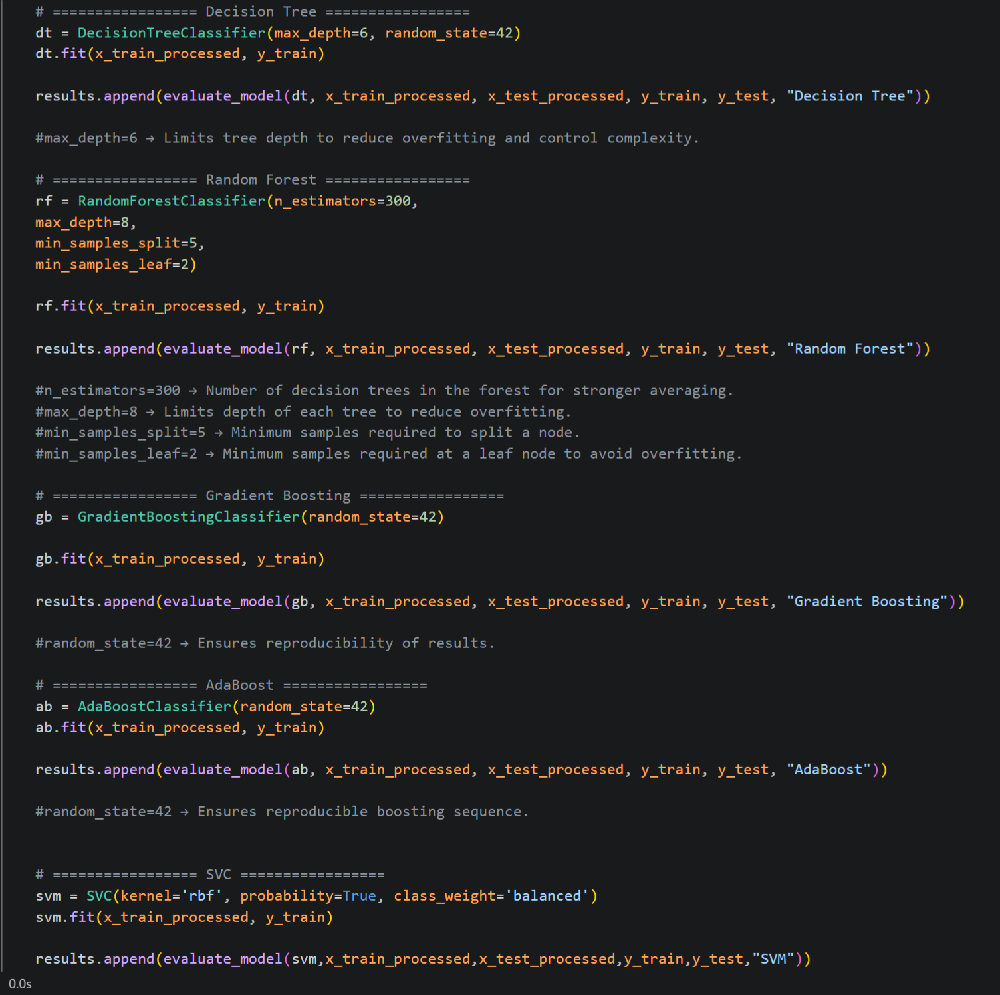 # ================= Decision Tree =================
dt = DecisionTreeClassifier(max_depth=6, random_state=42)
dt.fit(x_train_processed, y_train)
results.append(evaluate_model(dt, x_train_processed, x_test_processed, y_train, y_test, "Decision Tree"))
#max_depth=6 → Limits tree depth to reduce overfitting and control complexity.
# ================= Random Forest =================
rf = RandomForestClassifier(n_estimators=300,
max_depth=8,
min_samples_split=5,
min_samples_leaf=2)
rf.fit(x_train_processed, y_train)
results.append(evaluate_model(rf, x_train_processed, x_test_processed, y_train, y_test, "Random Forest"))
#n_estimators=300 → Number of decision trees in the forest for stronger averaging.
#max_depth=8 → Limits depth of each tree to reduce overfitting.
#min_samples_split=5 → Minimum samples required to split a node.
#min_samples_leaf=2 → Minimum samples required at a leaf node to avoid overfitting.
# ================= Gradient Boosting =================
gb = GradientBoostingClassifier(random_state=42)
gb.fit(x_train_processed, y_train)
results.append(evaluate_model(gb, x_train_processed, x_test_processed, y_train, y_test, "Gradient Boosting"))
#random_state=42 → Ensures reproducibility of results.
# ================= AdaBoost =================
ab = AdaBoostClassifier(random_state=42)
ab.fit(x_train_processed, y_train)
results.append(evaluate_model(ab, x_train_processed, x_test_processed, y_train, y_test, "AdaBoost"))
#random_state=42 → Ensures reproducible boosting sequence.
# ================= SVC =================
svm = SVC(kernel='rbf', probability=True, class_weight='balanced')
svm.fit(x_train_processed, y_train)
results.append(evaluate_model(svm,x_train_processed,x_test_processed,y_train,y_test,"SVM"))
0.0s